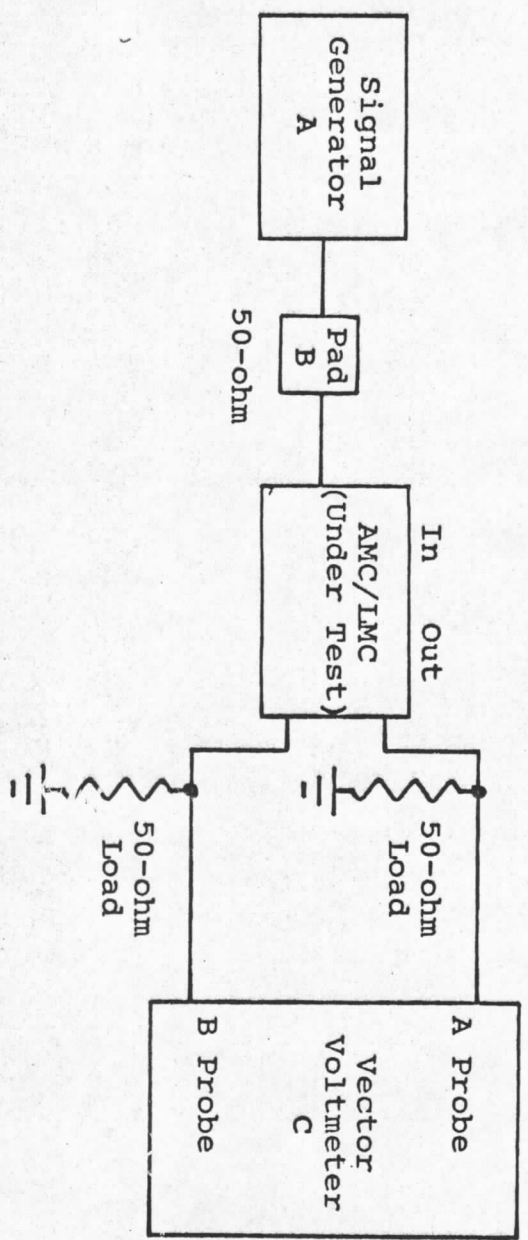 Signal
Generator
A
Pad
B
50-ohm
In Out
AMC/LMC
(Under Test)
50-ohm
Load
50-ohm
Load
A Probe
Vector
Voltmeter
C
B Probe